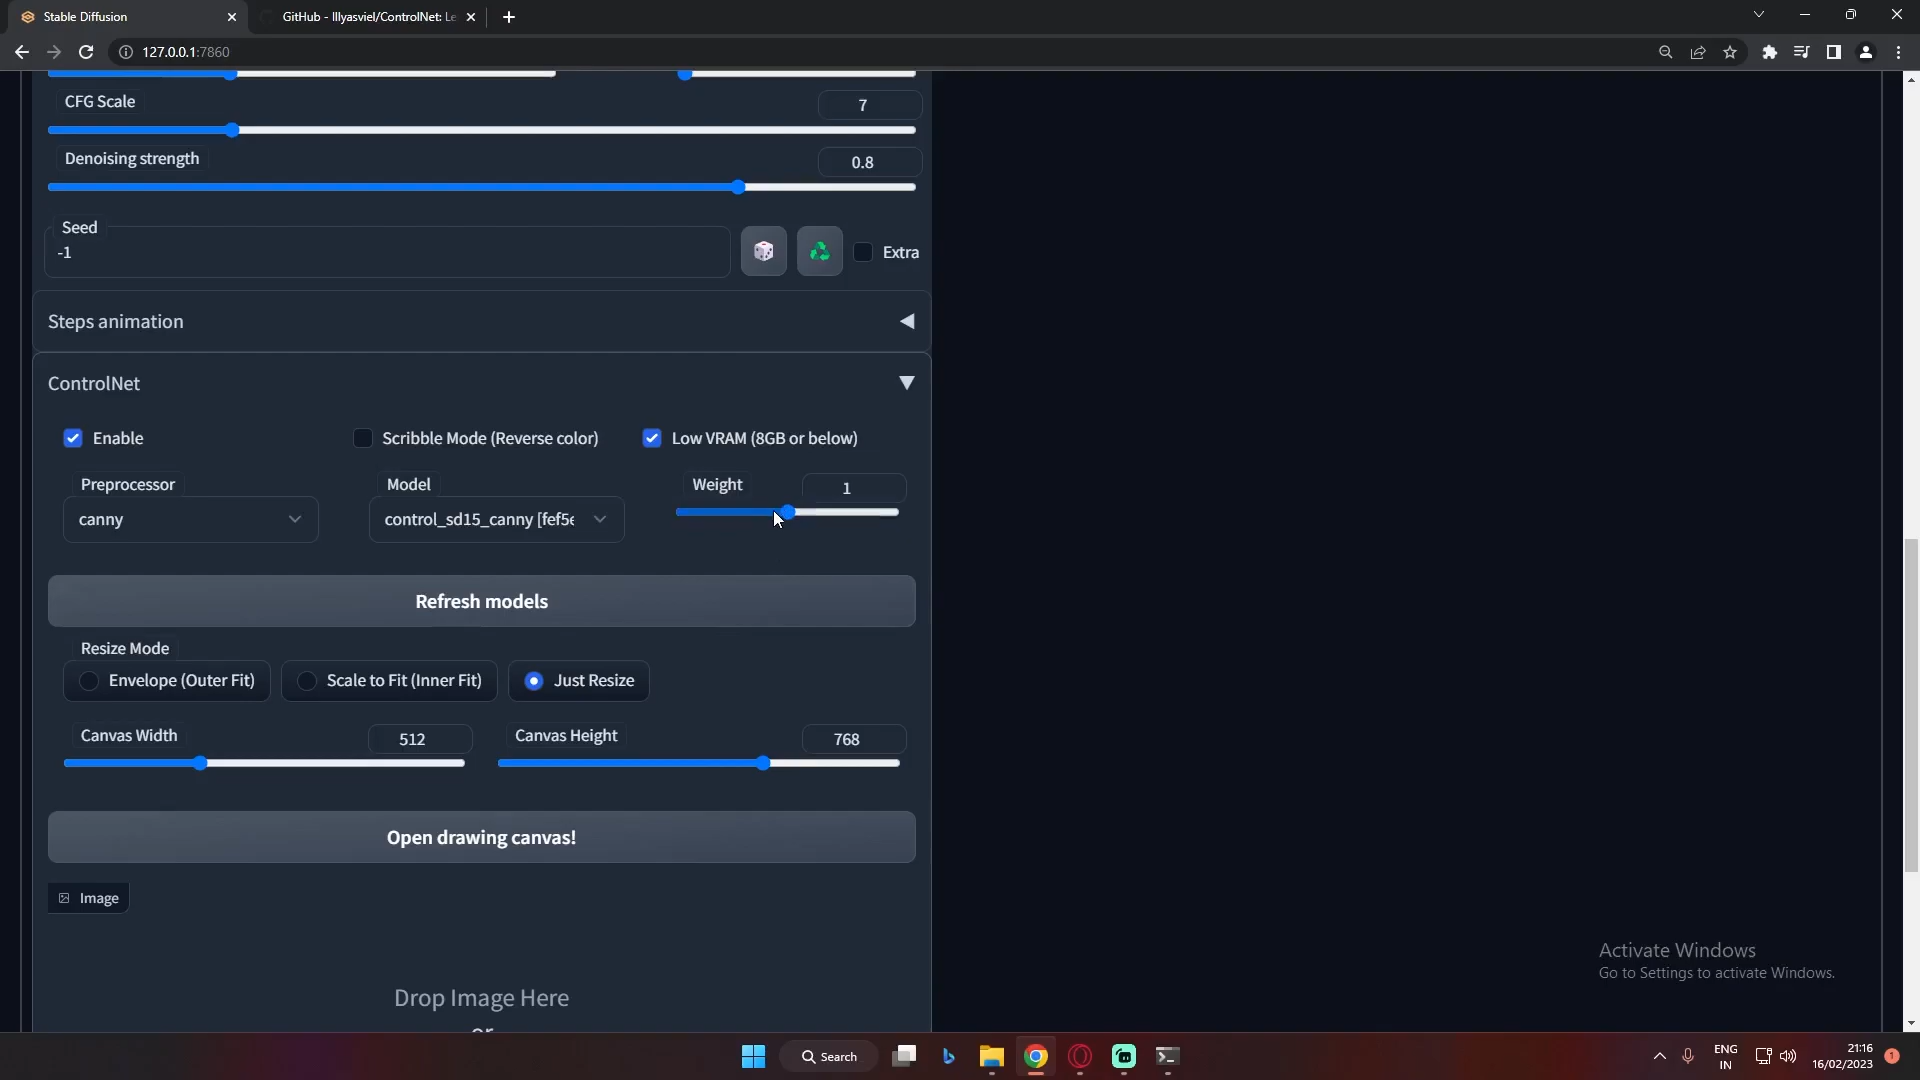 Stable Diffusion
GitHub - lllyasviel/ControlNet: Le
127.0.0.1:7860
CFG Scale
7
Denoising strength
0.8
Seed
-1
Extra
Steps animation
ControlNet
Enable
Scribble Mode (Reverse color)
Low VRAM (8GB or below)
Preprocessor
Model
Weight
1
canny
control_sd15_canny [fef5e
Refresh models
Resize Mode
Envelope (Outer Fit)
Scale to Fit (Inner Fit)
Just Resize
Canvas Width
512
Canvas Height
768
Open drawing canvas!
Image
Drop Image Here
or
Activate Windows
Go to Settings to activate Windows.
Search
ENG
IN
21:16
16/02/2023
1